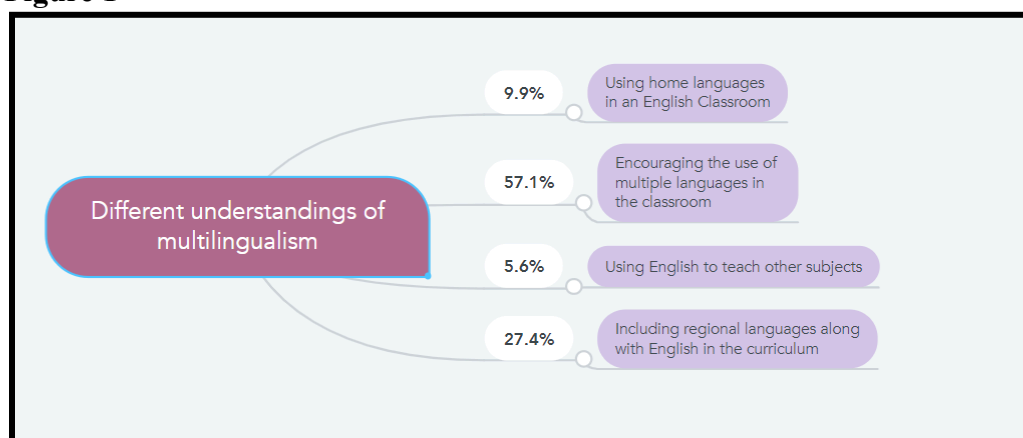 Different understandings of
multilingualism
9.9%
Using home languages
in an English Classroom
57.1%
Encouraging the use of
multiple languages in
the classroom
5.6%
Using English to teach other subjects
27.4%
Including regional languages along
with English in the curriculum